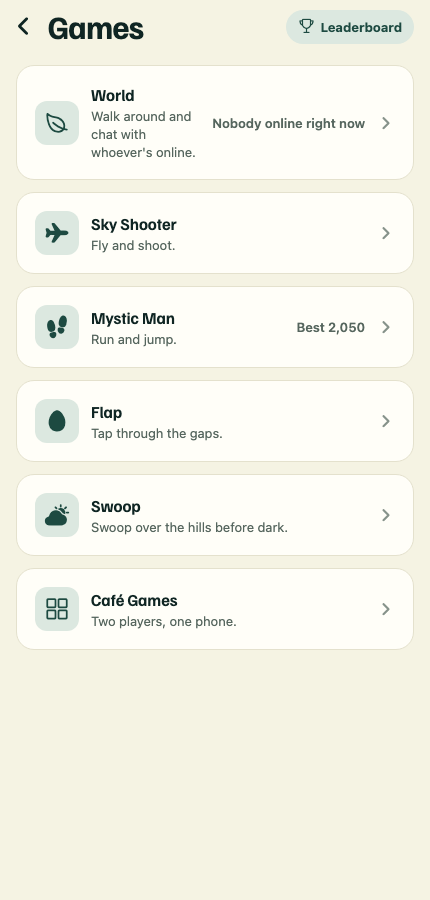 Games
Leaderboard
World
Walk around and
chat with
whoever's online.
Nobody online right now
Sky Shooter
Fly and shoot.
Mystic Man
Run and jump.
Best 2,050
Flap
Tap through the gaps.
Swoop
Swoop over the hills before dark.
Café Games
Two players, one phone.